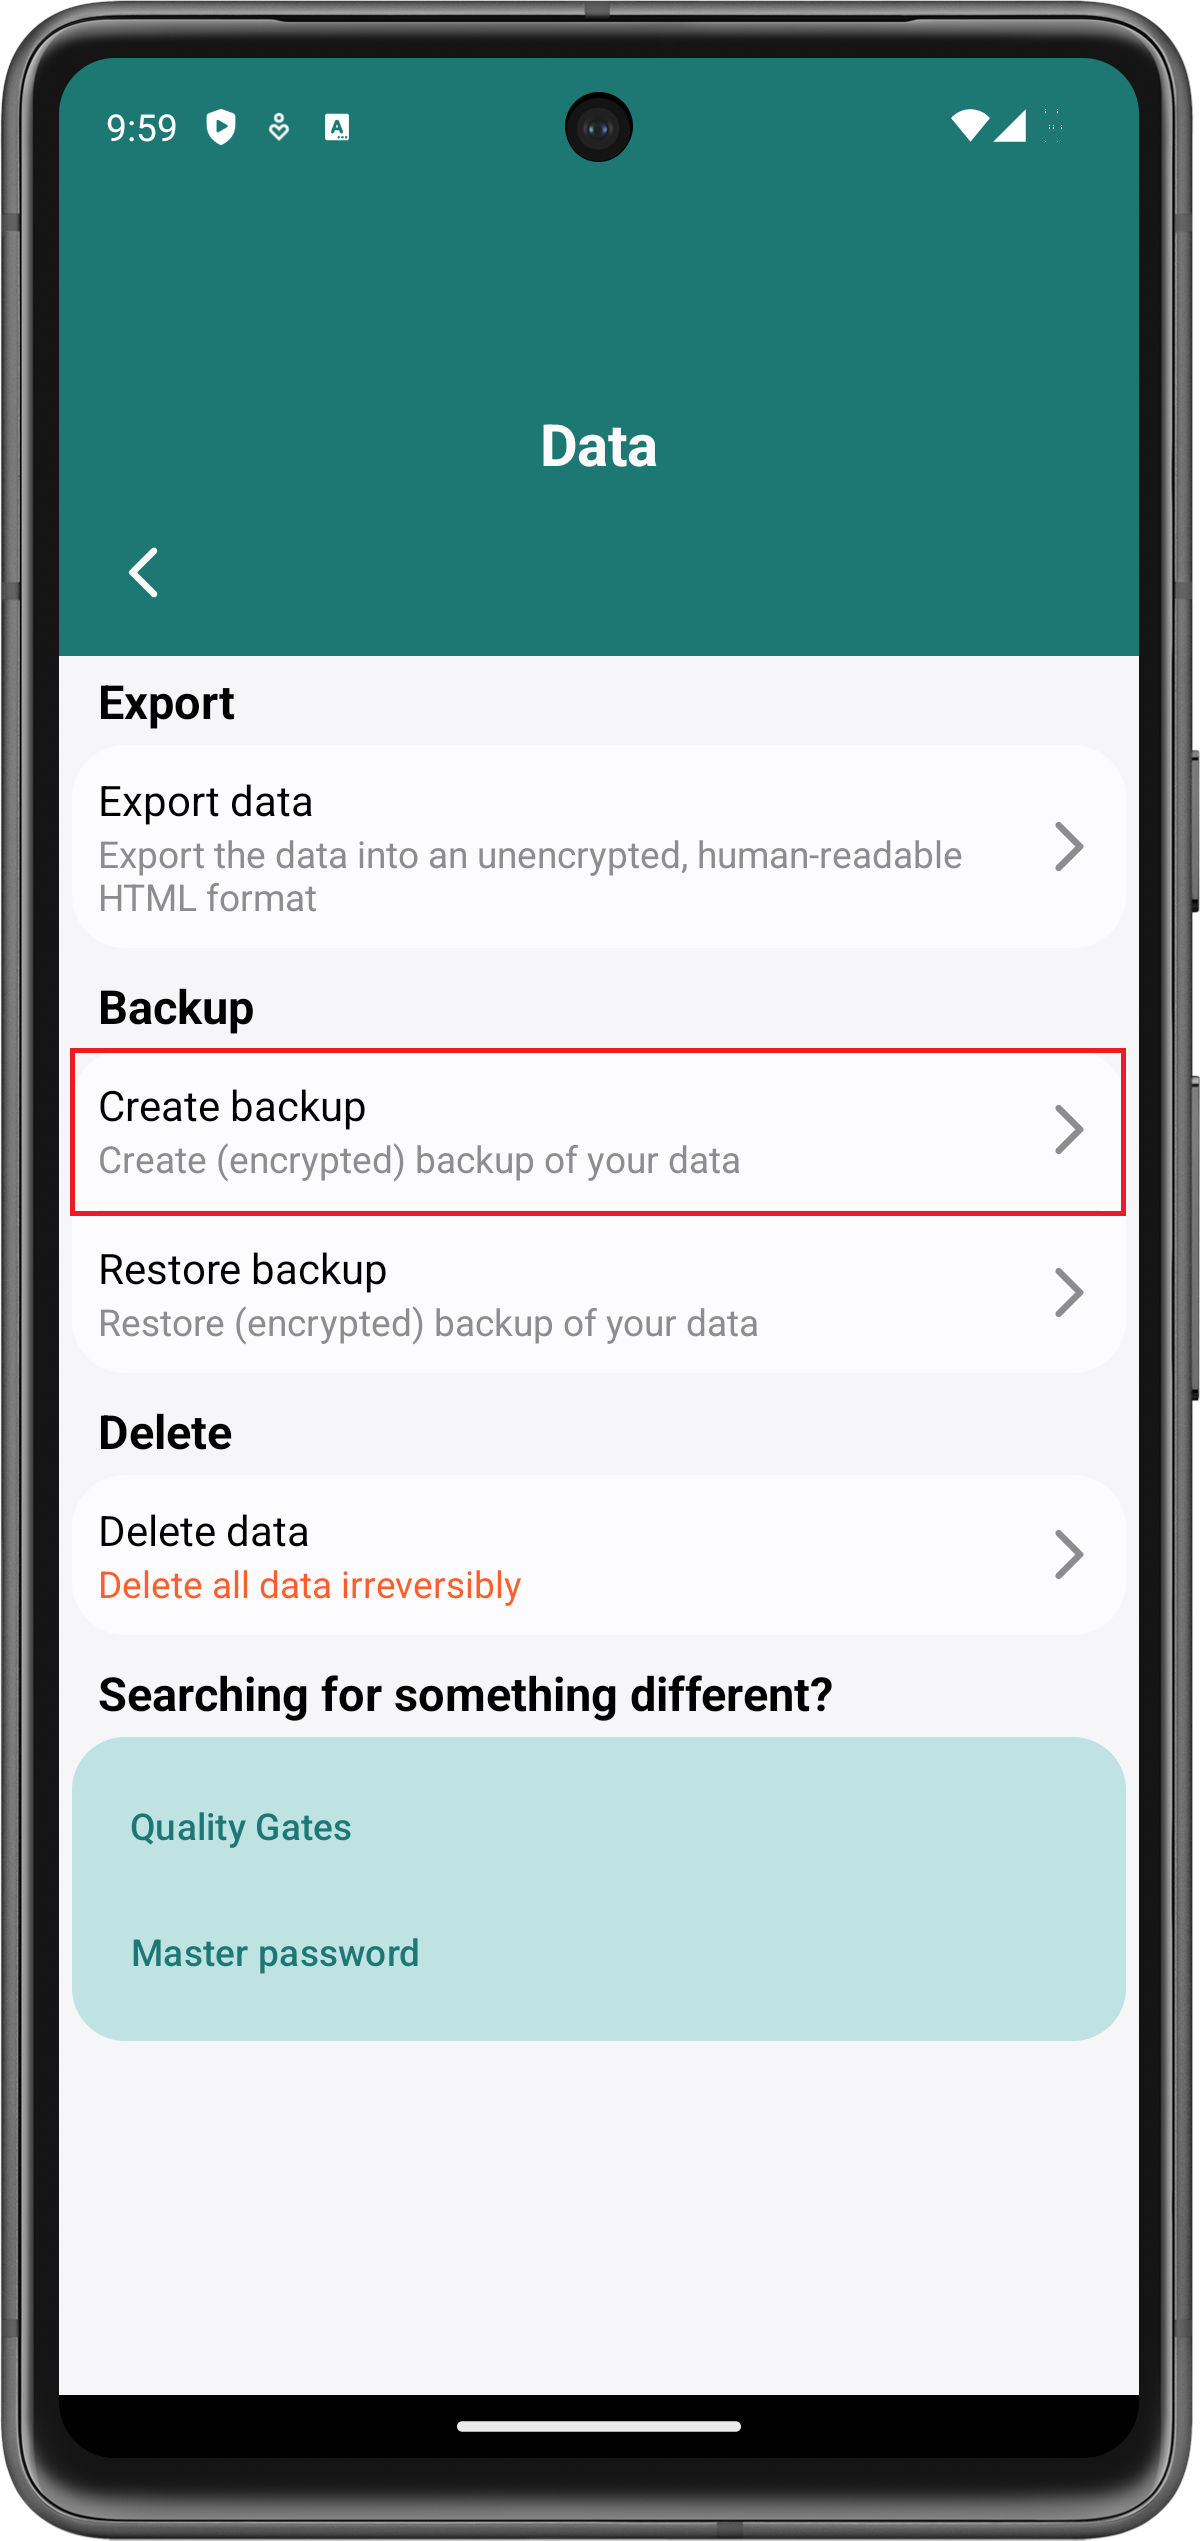 9:59
Data
Export
Export data
Export the data into an unencrypted, human-readable
HTML format
Backup
Create backup
Create (encrypted) backup of your data
Restore backup
Restore (encrypted) backup of your data
Delete
Delete data
Delete all data irreversibly
Searching for something different?
Quality Gates
Master password